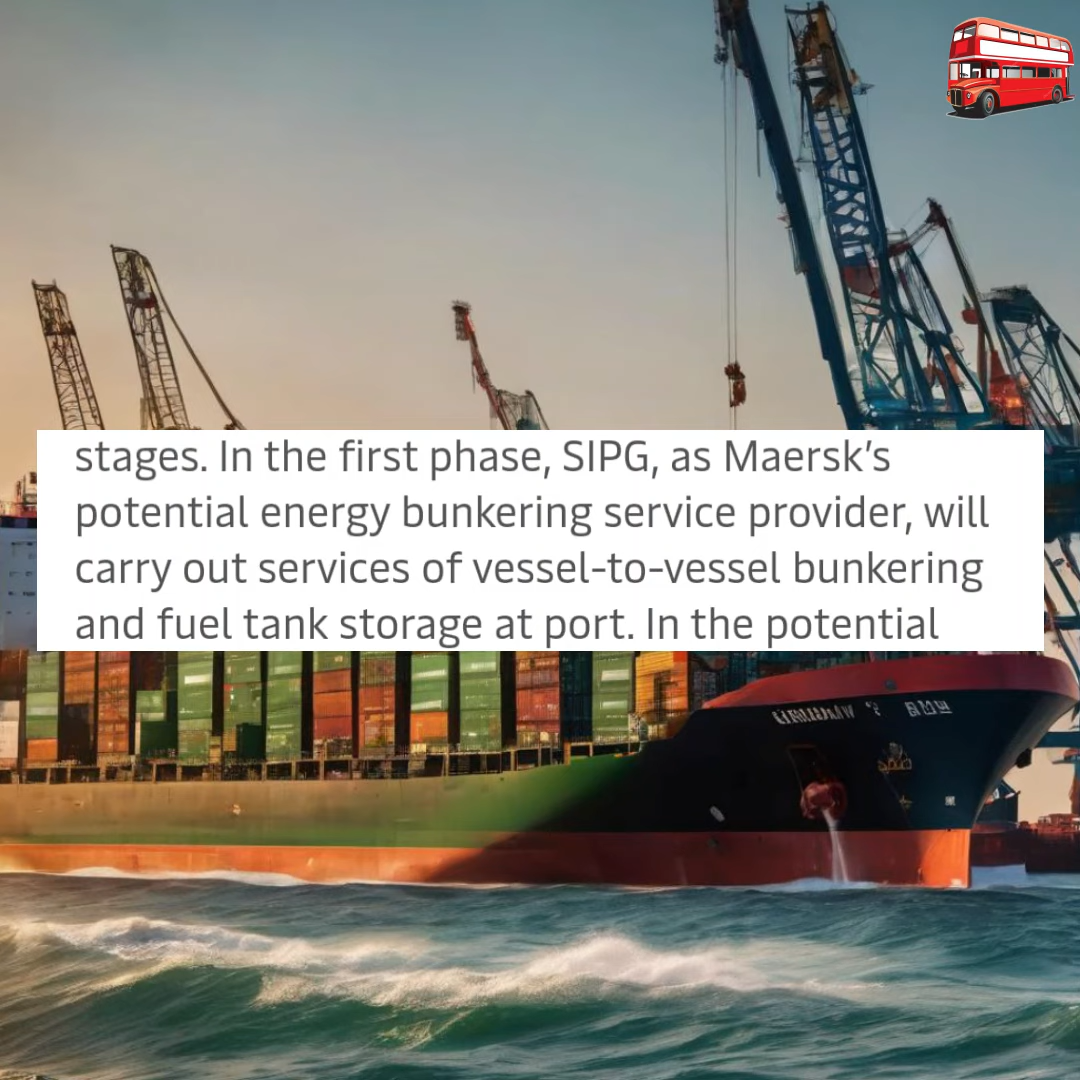 stages. In the first phase, SIPG, as Maersk’s
potential energy bunkering service provider, will
carry out services of vessel-to-vessel bunkering
and fuel tank storage at port. In the potential